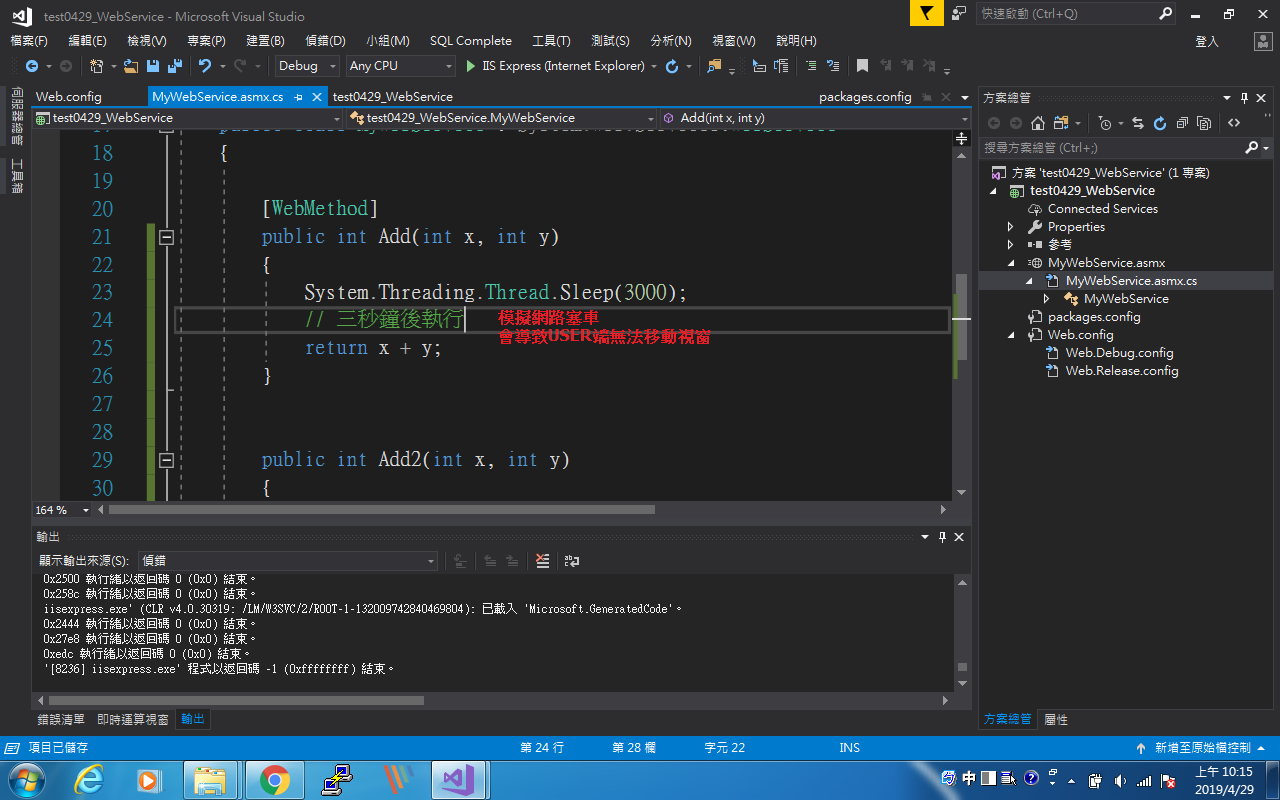 test0429_WebService - Microsoft Visual Studio
快速啟動 (Ctrl+Q)
檔案(F) 編輯(E) 檢視(V) 專案(P) 建置(B) 偵錯(D) 小組(M) SQL Complete 工具(T) 測試(S) 分析(N) 視窗(W) 說明(H)
登入
Debug Any CPU IIS Express (Internet Explorer)
伺服器總管
工具箱
Web.config MyWebService.asmx.cs test0429_WebService packages.config
test0429_WebService test0429_WebService.MyWebService Add(int x, int y)
18 {
19
20 [WebMethod]
21 public int Add(int x, int y)
22 {
23 System.Threading.Thread.Sleep(3000);
24 // 三秒鐘後執行 模擬網路塞車
會導致USER端無法移動視窗
25 return x + y;
26 }
27
28
29 public int Add2(int x, int y)
30 {
164 %
方案總管
搜尋方案總管 (Ctrl+;)
方案 'test0429_WebService' (1 專案)
test0429_WebService
Connected Services
Properties
參考
MyWebService.asmx
MyWebService.asmx.cs
MyWebService
packages.config
Web.config
Web.Debug.config
Web.Release.config
輸出
顯示輸出來源(S): 偵錯
0x2500 執行緒以返回碼 0 (0x0) 結束。
0x258c 執行緒以返回碼 0 (0x0) 結束。
iisexpress.exe' (CLR v4.0.30319: /LM/W3SVC/2/ROOT-1-132009742840469804): 已載入 'Microsoft.GeneratedCode'。
0x2444 執行緒以返回碼 0 (0x0) 結束。
0x27e8 執行緒以返回碼 0 (0x0) 結束。
0xedc 執行緒以返回碼 0 (0x0) 結束。
'[8236] iisexpress.exe' 程式以返回碼 -1 (0xffffffff) 結束。
錯誤清單 即時運算視窗 輸出
方案總管 屬性
項目已儲存 第 24 行 第 28 欄 字元 22 INS 新增至原始檔控制
中
上午 10:15
2019/4/29